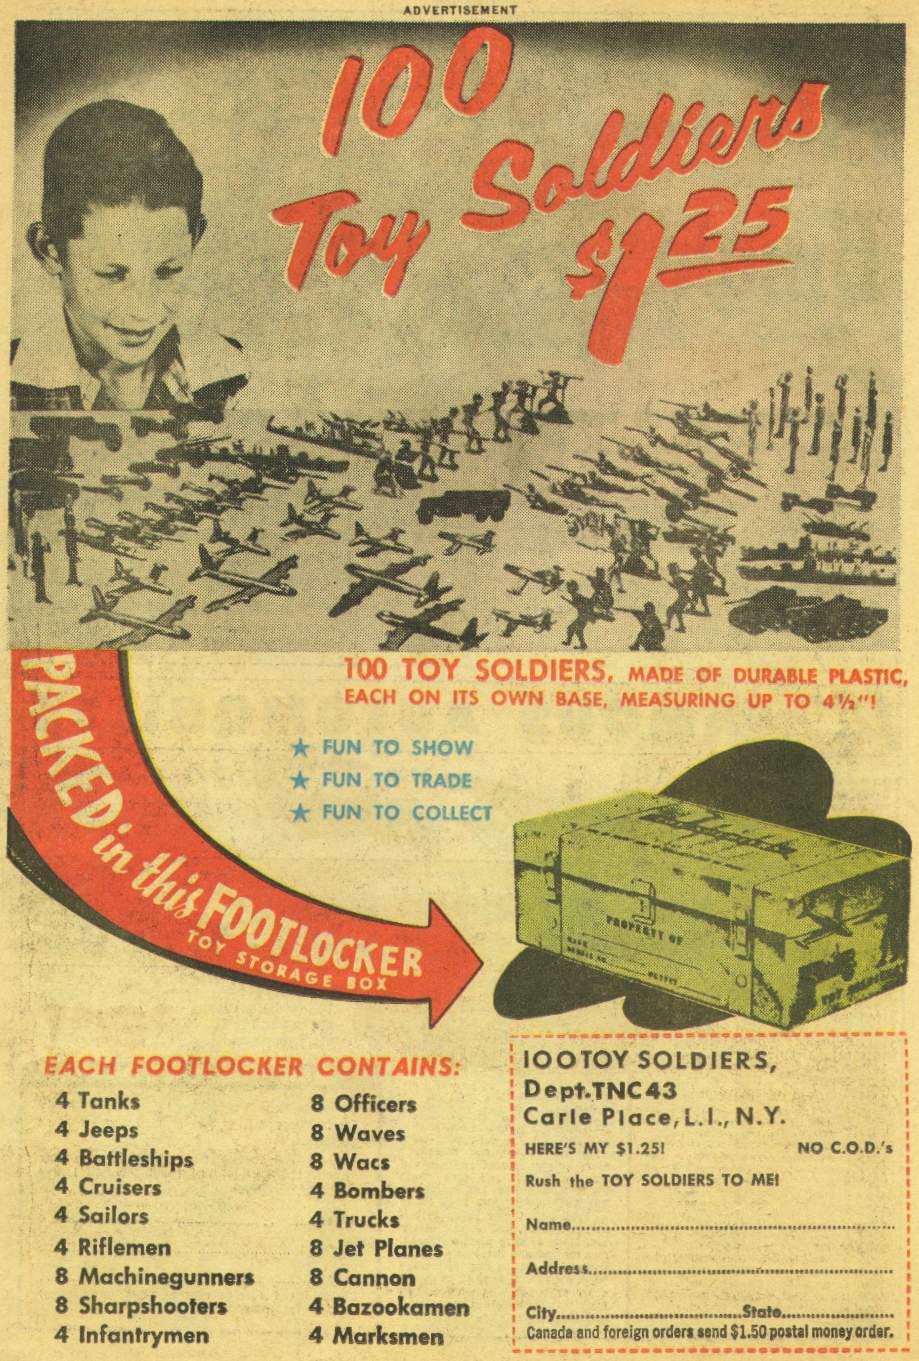 ADVERTISEMENT
100
Toy Soldiers
$1.25
100 TOY SOLDIERS, MADE OF DURABLE PLASTIC,
EACH ON ITS OWN BASE, MEASURING UP TO 4½"!
★ FUN TO SHOW
★ FUN TO TRADE
★ FUN TO COLLECT
PACKED in this FOOTLOCKER
TOY STORAGE BOX
PROPERTY OF
TOY SOLDIERS
EACH FOOTLOCKER CONTAINS:
4 Tanks
4 Jeeps
4 Battleships
4 Cruisers
4 Sailors
4 Riflemen
8 Machinegunners
8 Sharpshooters
4 Infantrymen
8 Officers
8 Waves
8 Wacs
4 Bombers
4 Trucks
8 Jet Planes
8 Cannon
4 Bazookamen
4 Marksmen
100 TOY SOLDIERS,
Dept. TNC43
Carle Place, L.I., N.Y.
HERE'S MY $1.25! NO C.O.D.'s
Rush the TOY SOLDIERS TO ME!
Name
Address
City State
Canada and foreign orders send $1.50 postal money order.